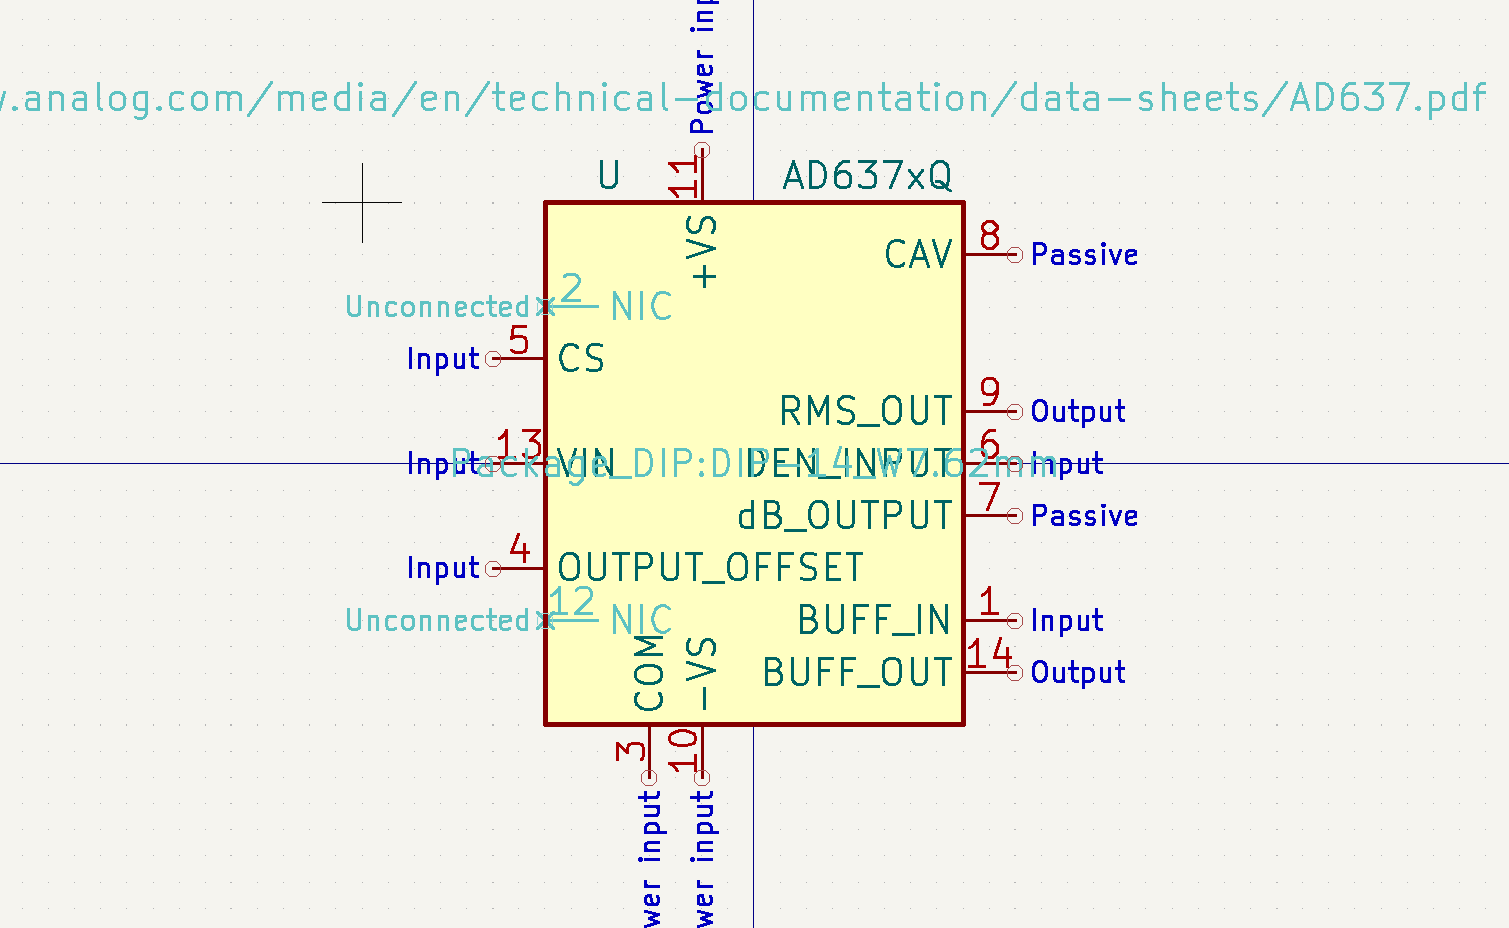 Power inp
v.analog.com/media/en/technical-documentation/data-sheets/AD637.pdf
U
11
AD637xQ
+VS
CAV
8
Passive
Unconnected
2
NIC
Input
5
CS
RMS_OUT
9
Output
Input
13
VIN
Package_DIP:DIP-14_W7.62mm
DEN_INPUT
6
Input
dB_OUTPUT
7
Passive
Input
4
OUTPUT_OFFSET
Unconnected
12
NIC
BUFF_IN
1
Input
COM
-VS
BUFF_OUT
14
Output
3
10
wer input
wer input